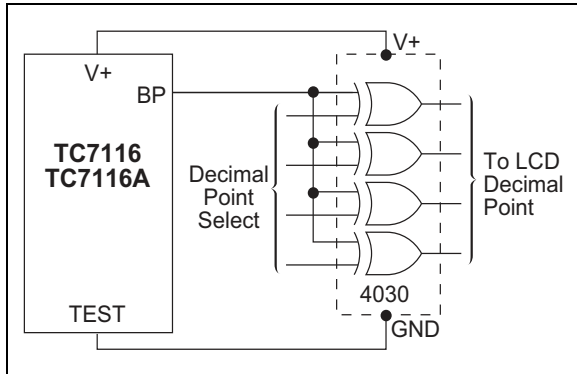 V+
V+
BP
TC7116
TC7116A
Decimal
Point
Select
To LCD
Decimal
Point
4030
TEST
GND